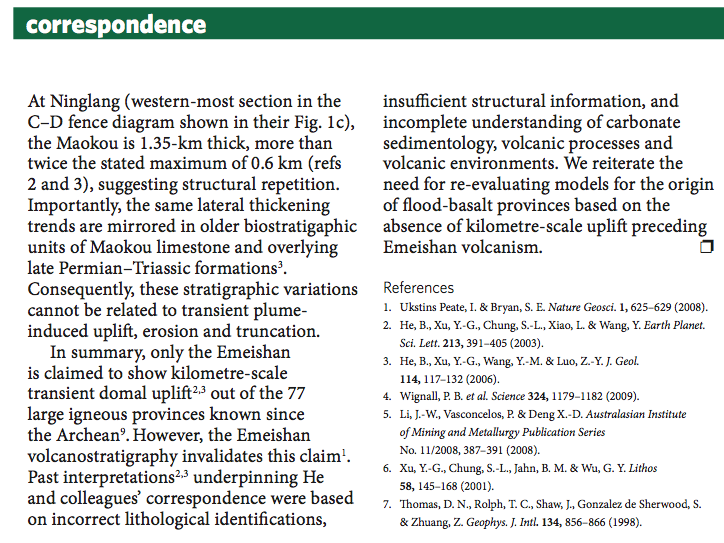 correspondence
At Ninglang (western-most section in the
C–D fence diagram shown in their Fig. 1c),
the Maokou is 1.35-km thick, more than
twice the stated maximum of 0.6 km (refs
2 and 3), suggesting structural repetition.
Importantly, the same lateral thickening
trends are mirrored in older biostratigaphic
units of Maokou limestone and overlying
late Permian–Triassic formations³.
Consequently, these stratigraphic variations
cannot be related to transient plume-
induced uplift, erosion and truncation.
In summary, only the Emeishan
is claimed to show kilometre-scale
transient domal uplift²,³ out of the 77
large igneous provinces known since
the Archean⁹. However, the Emeishan
volcanostratigraphy invalidates this claim¹.
Past interpretations²,³ underpinning He
and colleagues’ correspondence were based
on incorrect lithological identifications,
insufficient structural information, and
incomplete understanding of carbonate
sedimentology, volcanic processes and
volcanic environments. We reiterate the
need for re-evaluating models for the origin
of flood-basalt provinces based on the
absence of kilometre-scale uplift preceding
Emeishan volcanism. ❐
References
1. Ukstins Peate, I. & Bryan, S. E. Nature Geosci. 1, 625–629 (2008).
2. He, B., Xu, Y.-G., Chung, S.-L., Xiao, L. & Wang, Y. Earth Planet.
Sci. Lett. 213, 391–405 (2003).
3. He, B., Xu, Y.-G., Wang, Y.-M. & Luo, Z.-Y. J. Geol.
114, 117–132 (2006).
4. Wignall, P. B. et al. Science 324, 1179–1182 (2009).
5. Li, J.-W., Vasconcelos, P. & Deng X.-D. Australasian Institute
of Mining and Metallurgy Publication Series
No. 11/2008, 387–391 (2008).
6. Xu, Y.-G., Chung, S.-L., Jahn, B. M. & Wu, G. Y. Lithos
58, 145–168 (2001).
7. Thomas, D. N., Rolph, T. C., Shaw, J., Gonzalez de Sherwood, S.
& Zhuang, Z. Geophys. J. Intl. 134, 856–866 (1998).